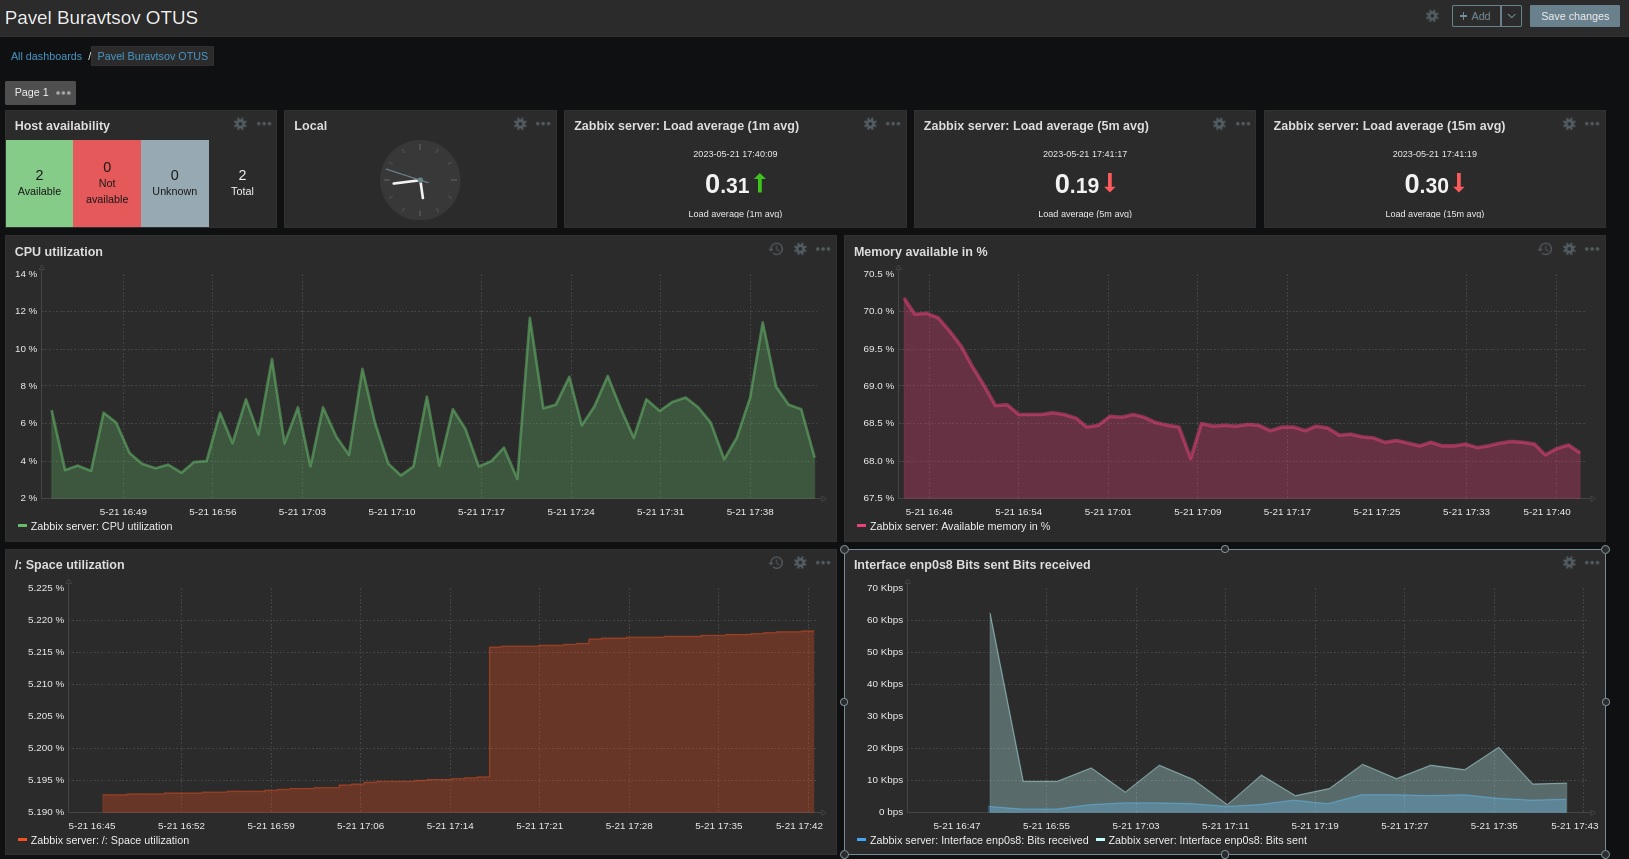 Pavel Buravtsov OTUS
+ Add
Save changes
All dashboards / Pavel Buravtsov OTUS
Page 1
Host availability
2
Available
0
Not
available
0
Unknown
2
Total
Local
Zabbix server: Load average (1m avg)
2023-05-21 17:40:09
0.31
Load average (1m avg)
Zabbix server: Load average (5m avg)
2023-05-21 17:41:17
0.19
Load average (5m avg)
Zabbix server: Load average (15m avg)
2023-05-21 17:41:19
0.30
Load average (15m avg)
CPU utilization
14 %
12 %
10 %
8 %
6 %
4 %
2 %
5-21 16:49 5-21 16:56 5-21 17:03 5-21 17:10 5-21 17:17 5-21 17:24 5-21 17:31 5-21 17:38
Zabbix server: CPU utilization
Memory available in %
70.5 %
70.0 %
69.5 %
69.0 %
68.5 %
68.0 %
67.5 %
5-21 16:46 5-21 16:54 5-21 17:01 5-21 17:09 5-21 17:17 5-21 17:25 5-21 17:33 5-21 17:40
Zabbix server: Available memory in %
/: Space utilization
5.225 %
5.220 %
5.215 %
5.210 %
5.205 %
5.200 %
5.195 %
5.190 %
5-21 16:45 5-21 16:52 5-21 16:59 5-21 17:06 5-21 17:14 5-21 17:21 5-21 17:28 5-21 17:35 5-21 17:42
Zabbix server: /: Space utilization
Interface enp0s8 Bits sent Bits received
70 Kbps
60 Kbps
50 Kbps
40 Kbps
30 Kbps
20 Kbps
10 Kbps
0 bps
5-21 16:47 5-21 16:55 5-21 17:03 5-21 17:11 5-21 17:19 5-21 17:27 5-21 17:35 5-21 17:43
Zabbix server: Interface enp0s8: Bits received Zabbix server: Interface enp0s8: Bits sent